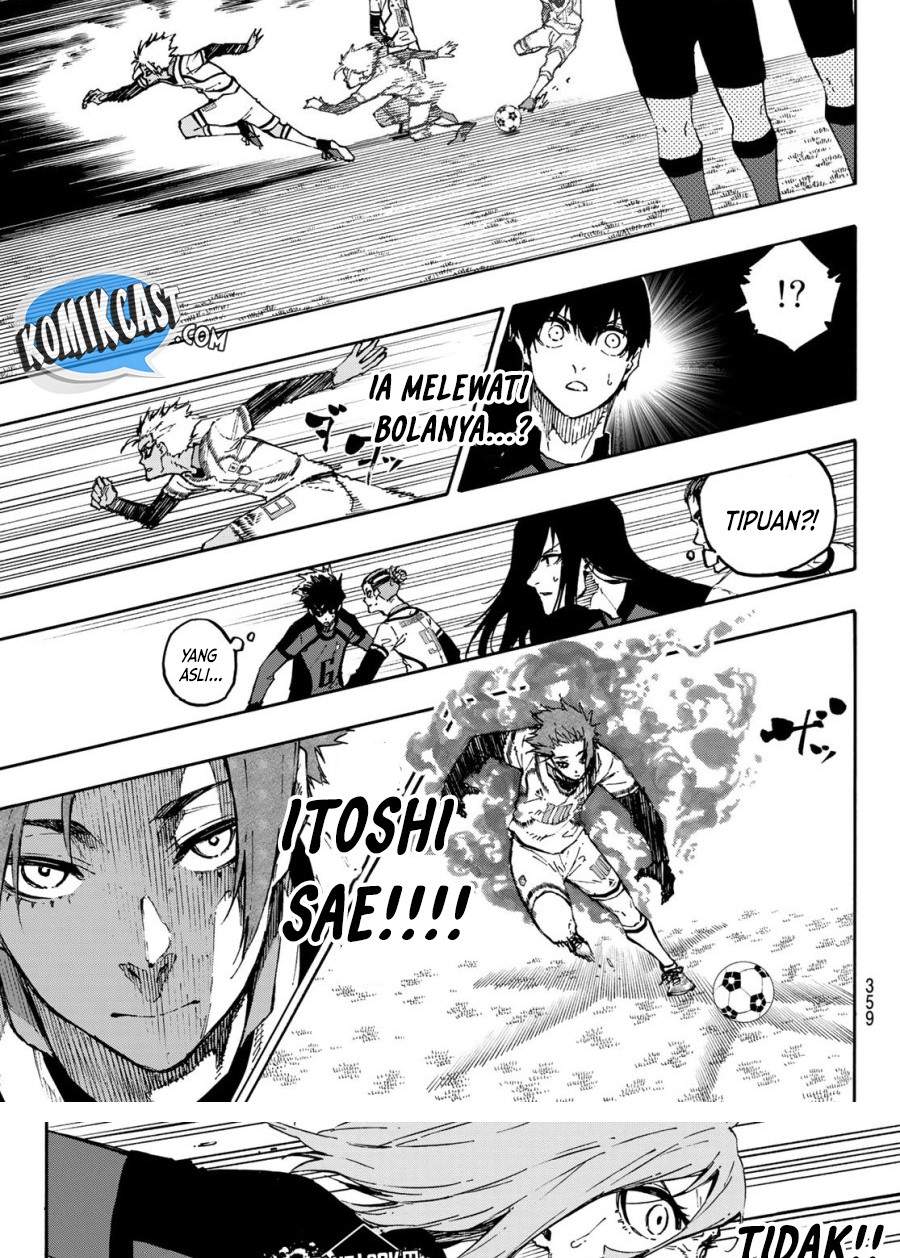 !?
KOMIKCAST
.COM
IA MELEWATI
BOLANYA...?
TIPUAN?!
YANG
ASLI...
G
ITOSHI
SAE!!!!
359
TIDAK!!